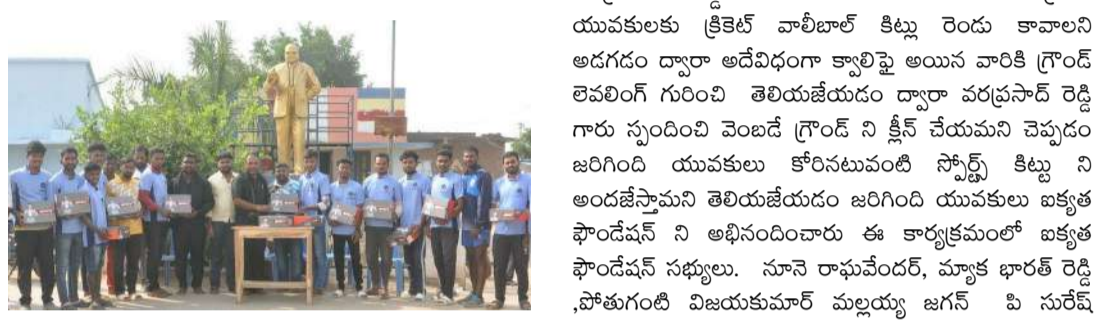 యువకులకు క్రికెట్ వాలీబాల్ కిట్లు రెండు కావాలని
అడగడం ద్వారా అదేవిధంగా క్వాలిఫై అయిన వారికి గ్రౌండ్
లెవలింగ్ గురించి తెలియజేయడం ద్వారా వరప్రసాద్ రెడ్డి
గారు స్పందించి వెంబడే గ్రౌండ్ ని క్లీన్ చేయమని చెప్పడం
జరిగింది యువకులు కోరినటువంటి స్పోర్ట్స్ కిట్టు ని
అందజేస్తామని తెలియజేయడం జరిగింది యువకులు ఐక్యత
ఫౌండేషన్ ని అభినందించారు ఈ కార్యక్రమంలో ఐక్యత
ఫౌండేషన్ సభ్యులు. నూనె రాఘవేందర్, మ్యాక భారత్ రెడ్డి
,పోతుగంటి విజయకుమార్ మల్లయ్య జగన్ పి సురేష్